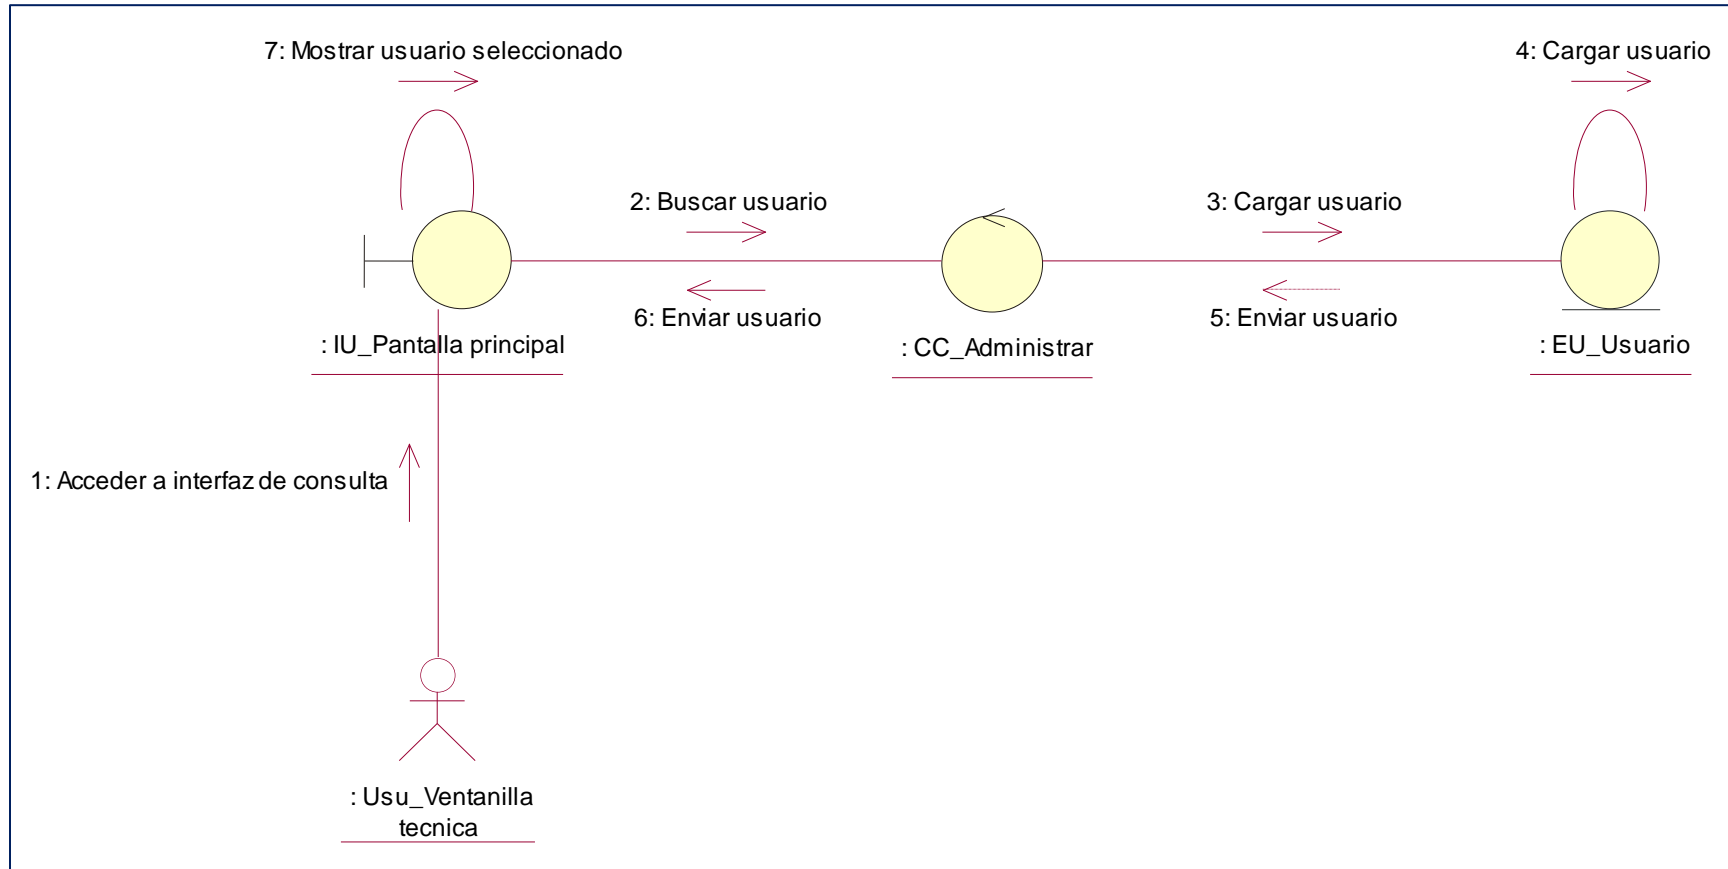 7: Mostrar usuario seleccionado
4: Cargar usuario
2: Buscar usuario
3: Cargar usuario
6: Enviar usuario
5: Enviar usuario
: IU_Pantalla principal
: CC_Administrar
: EU_Usuario
1: Acceder a interfaz de consulta
: Usu_Ventanilla
tecnica